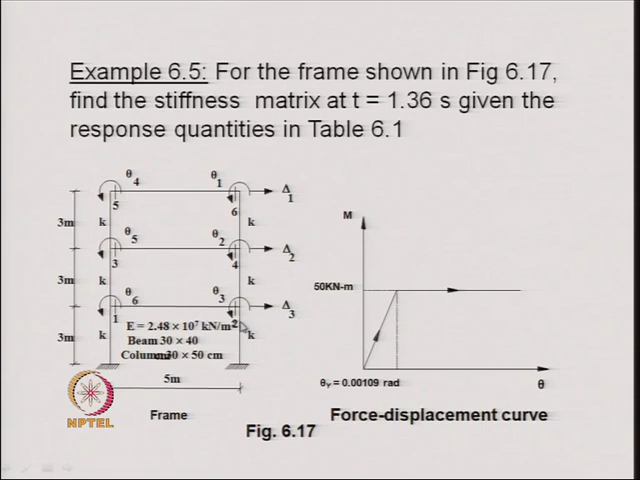 Example 6.5: For the frame shown in Fig 6.17,
find the stiffness matrix at t = 1.36 s given the
response quantities in Table 6.1
θ4
θ1
Δ1
5
6
3m
k
k
θ5
θ2
Δ2
3
4
3m
k
k
θ6
θ3
Δ3
1
E = 2.48 × 10⁷ kN/m²
3m
k
k
Beam 30 × 40
30 × 50 cm
5m
Frame
M
50KN-m
θY = 0.00109 rad
θ
Force-displacement curve
Fig. 6.17
NPTEL